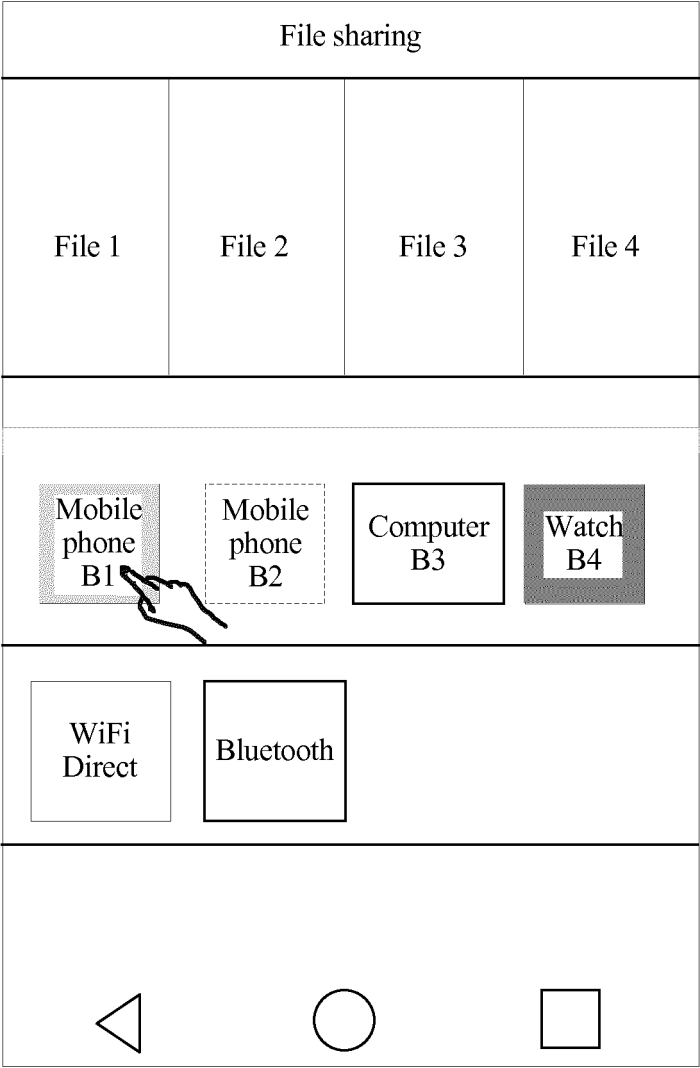 File sharing
File 1
File 2
File 3
File 4
Mobile
phone
B1
Mobile
phone
B2
Computer
B3
Watch
B4
WiFi
Direct
Bluetooth